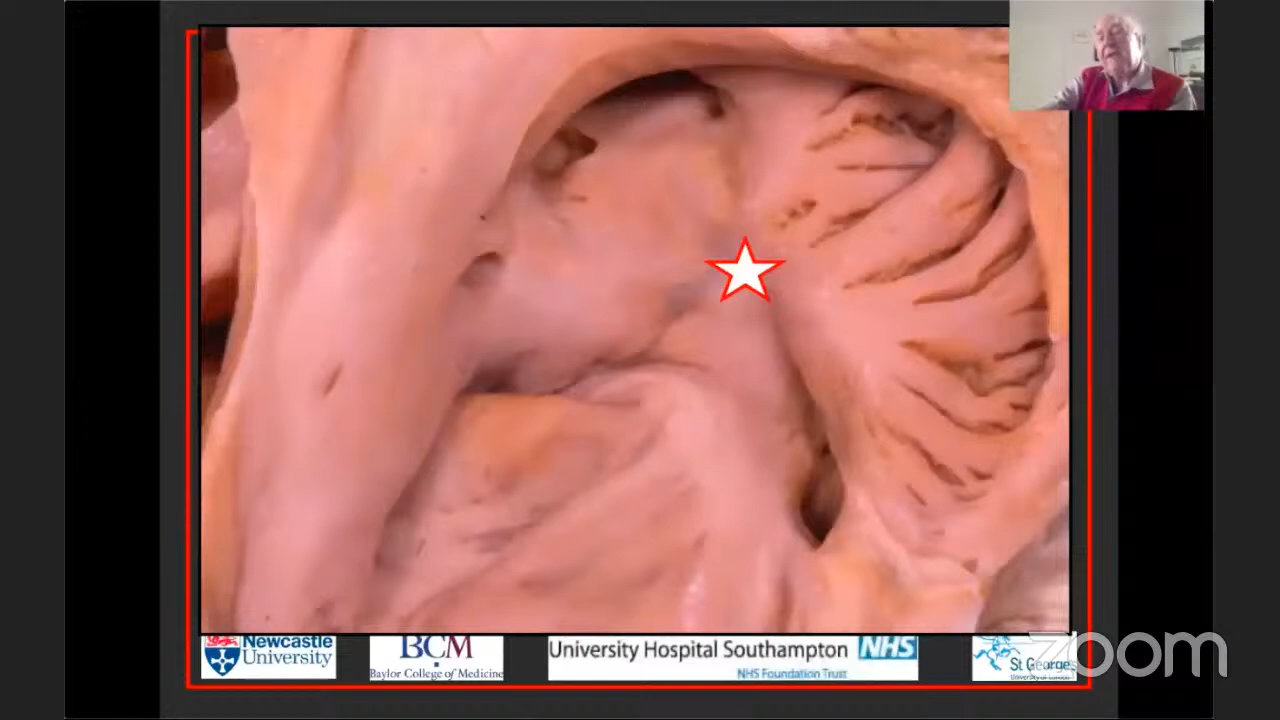 Newcastle
University
BCM
Baylor College of Medicine
University Hospital Southampton
NHS
NHS Foundation Trust
St George's
zoom